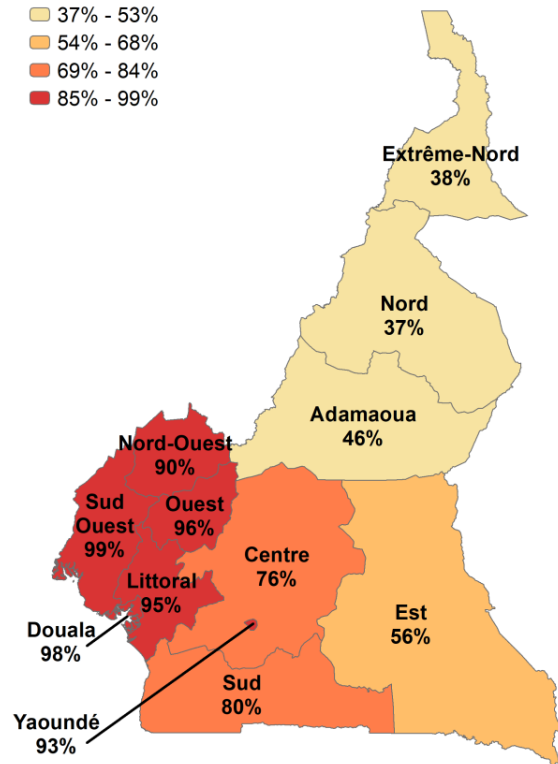 37% - 53%
54% - 68%
69% - 84%
85% - 99%
Extrême-Nord
38%
Nord
37%
Adamaoua
46%
Nord-Ouest
90%
Ouest
96%
Sud
Ouest
99%
Centre
76%
Littoral
95%
Est
56%
Douala
98%
Sud
80%
Yaoundé
93%